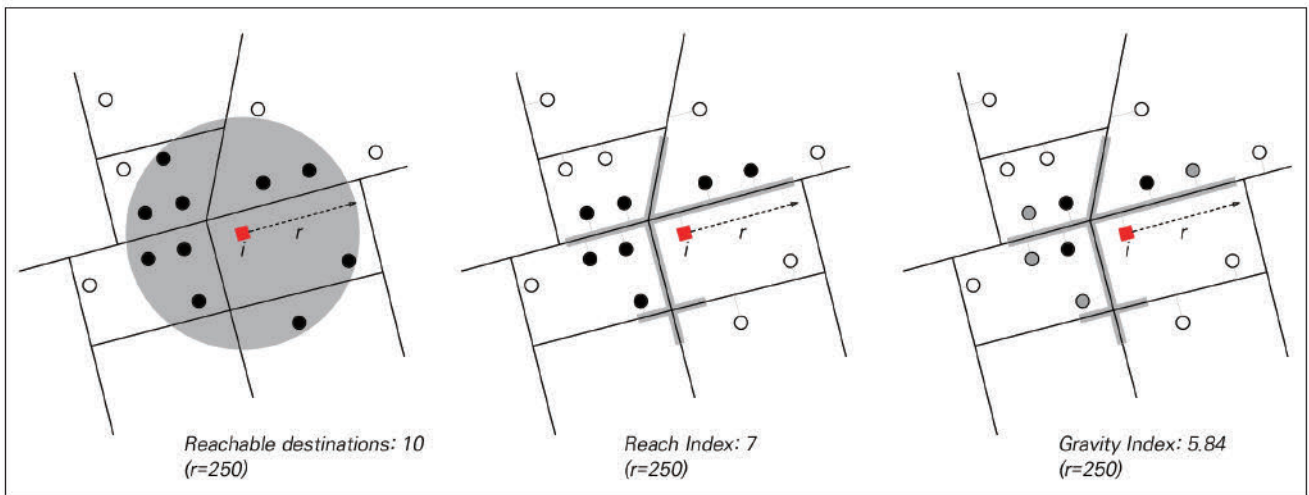 r
i
r
i
r
i
Reachable destinations: 10
(r=250)
Reach Index: 7
(r=250)
Gravity Index: 5.84
(r=250)